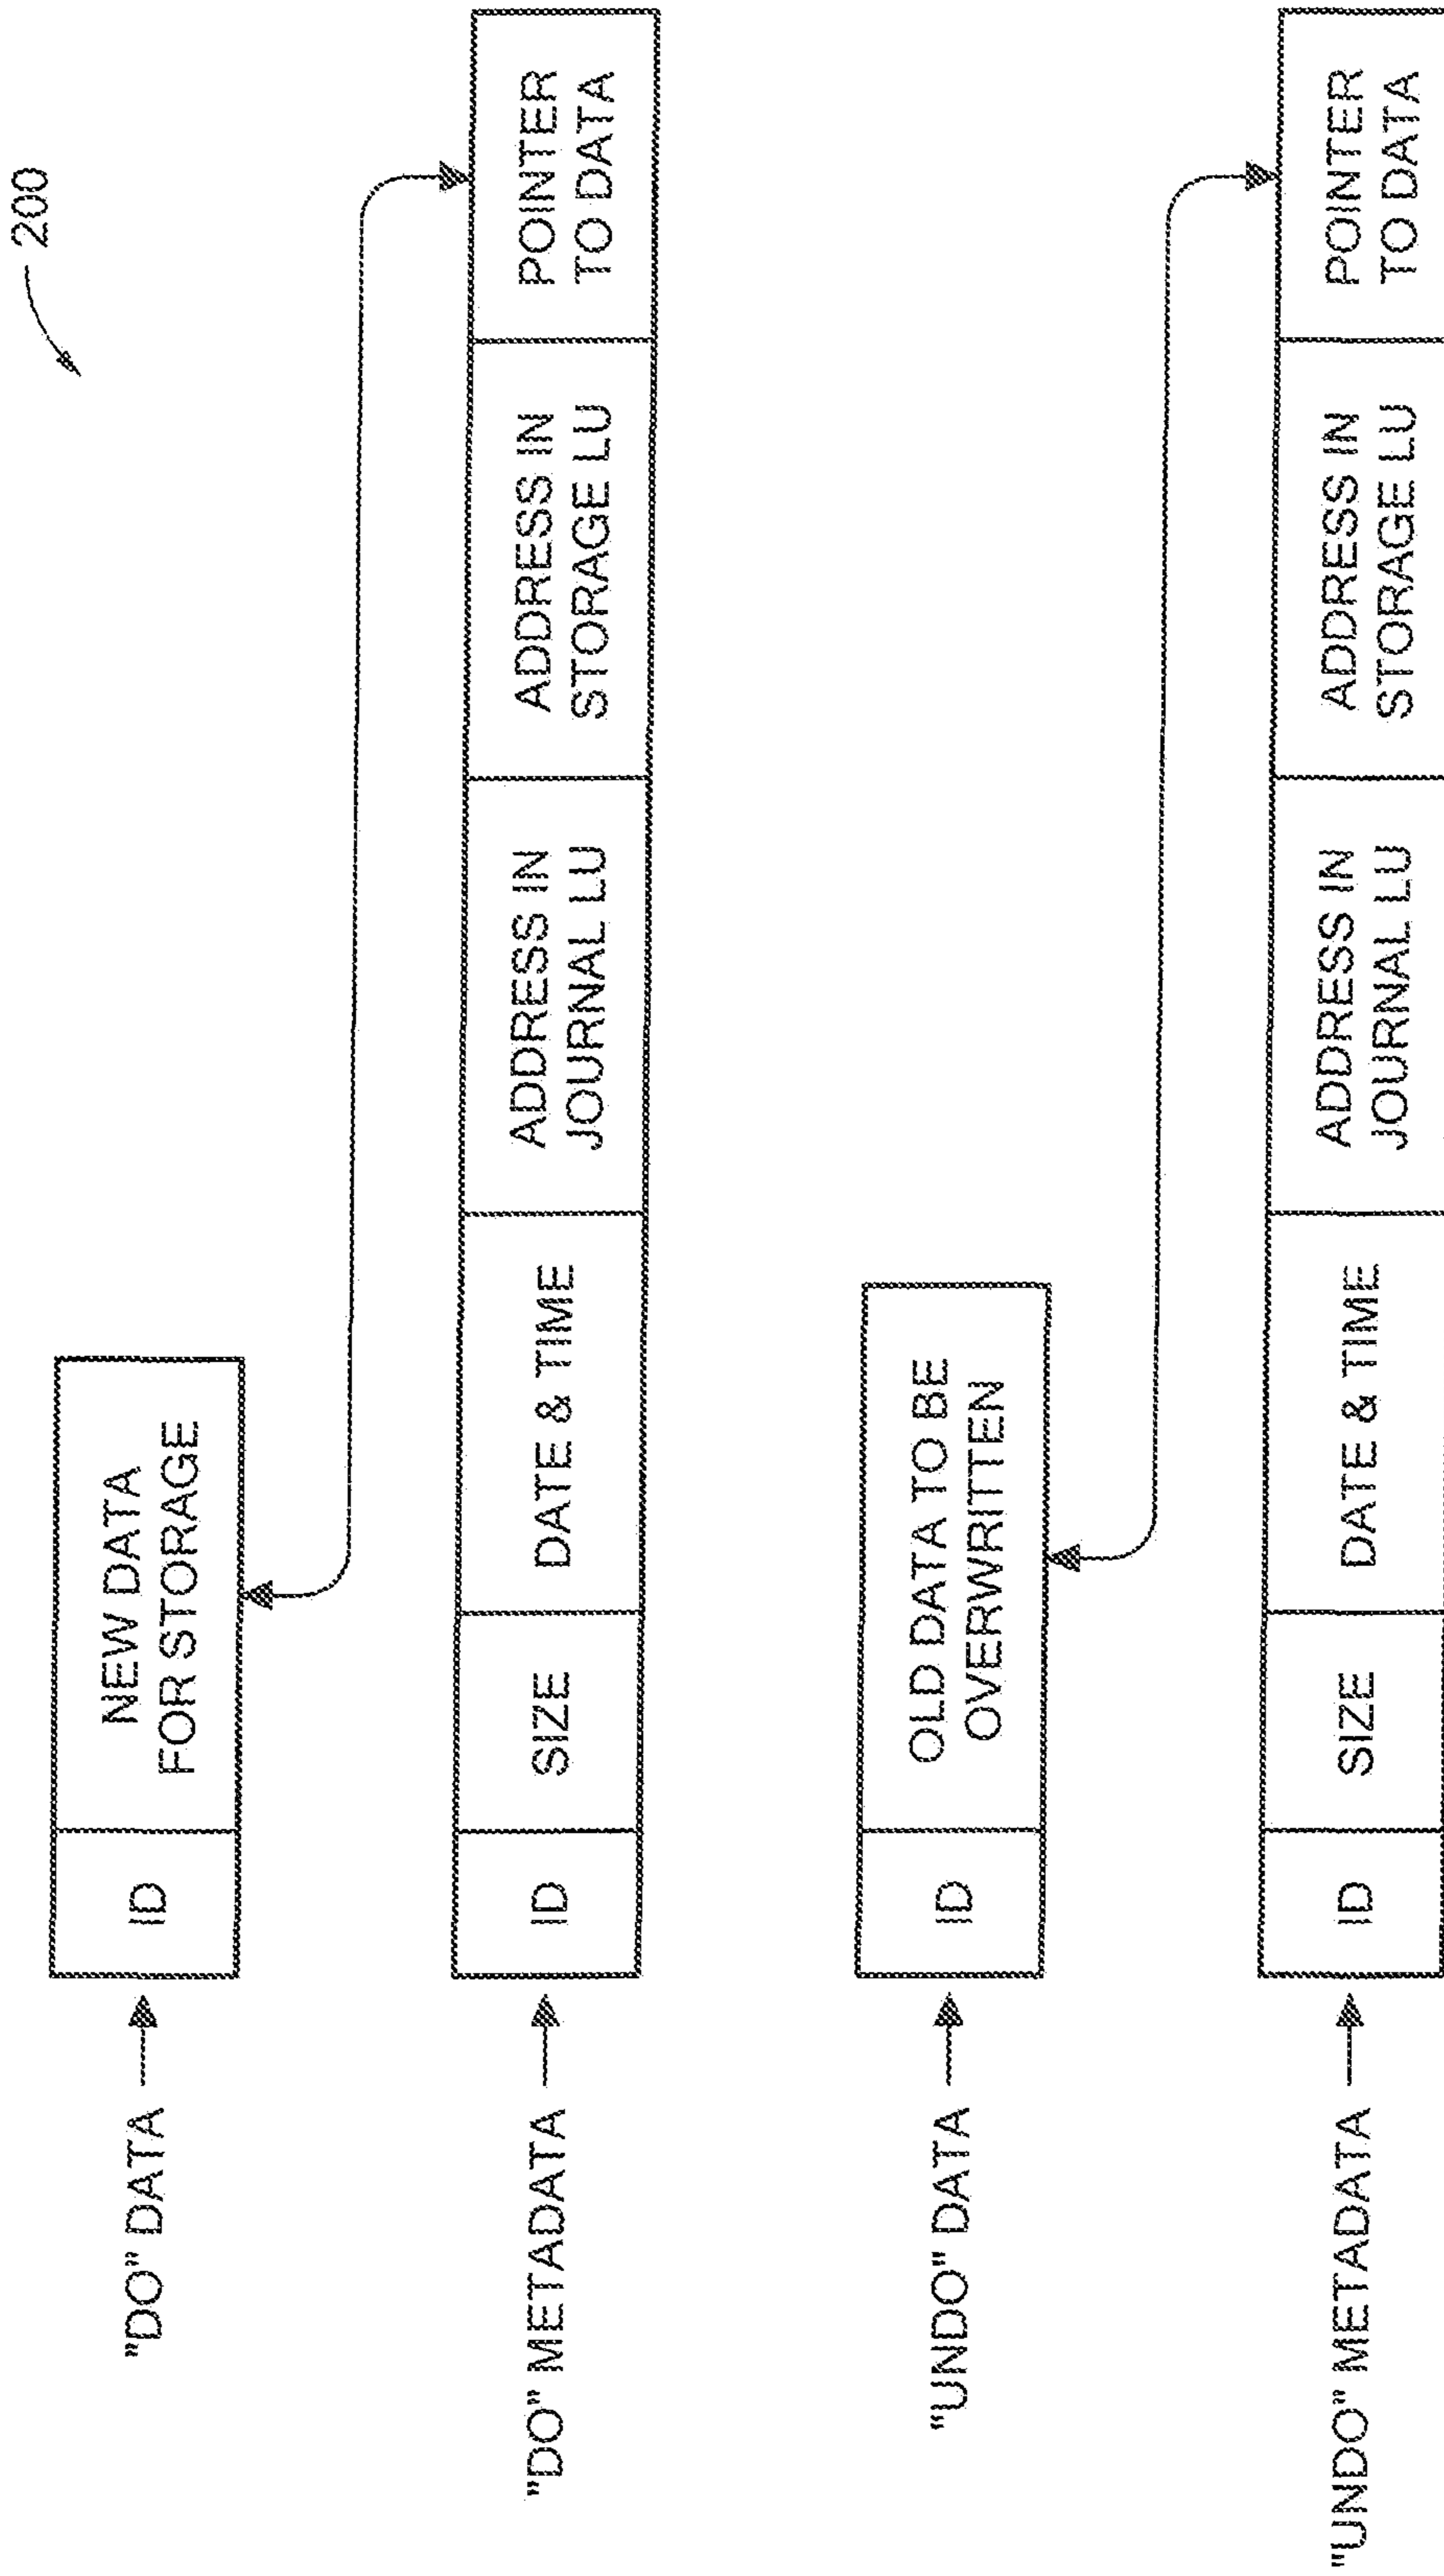 200
"DO" DATA
ID
NEW DATA
FOR STORAGE
"DO" METADATA
ID
SIZE
DATE & TIME
ADDRESS IN
JOURNAL LU
ADDRESS IN
STORAGE LU
POINTER
TO DATA
"UNDO" DATA
ID
OLD DATA TO BE
OVERWRITTEN
"UNDO" METADATA
ID
SIZE
DATE & TIME
ADDRESS IN
JOURNAL LU
ADDRESS IN
STORAGE LU
POINTER
TO DATA